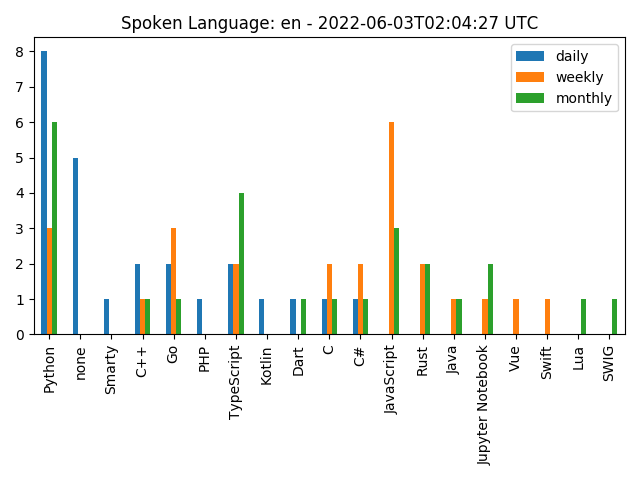 Spoken Language: en - 2022-06-03T02:04:27 UTC
daily
weekly
monthly
8
7
6
5
4
3
2
1
0
Python
none
Smarty
C++
Go
PHP
TypeScript
Kotlin
Dart
C
C#
JavaScript
Rust
Java
Jupyter Notebook
Vue
Swift
Lua
SWIG